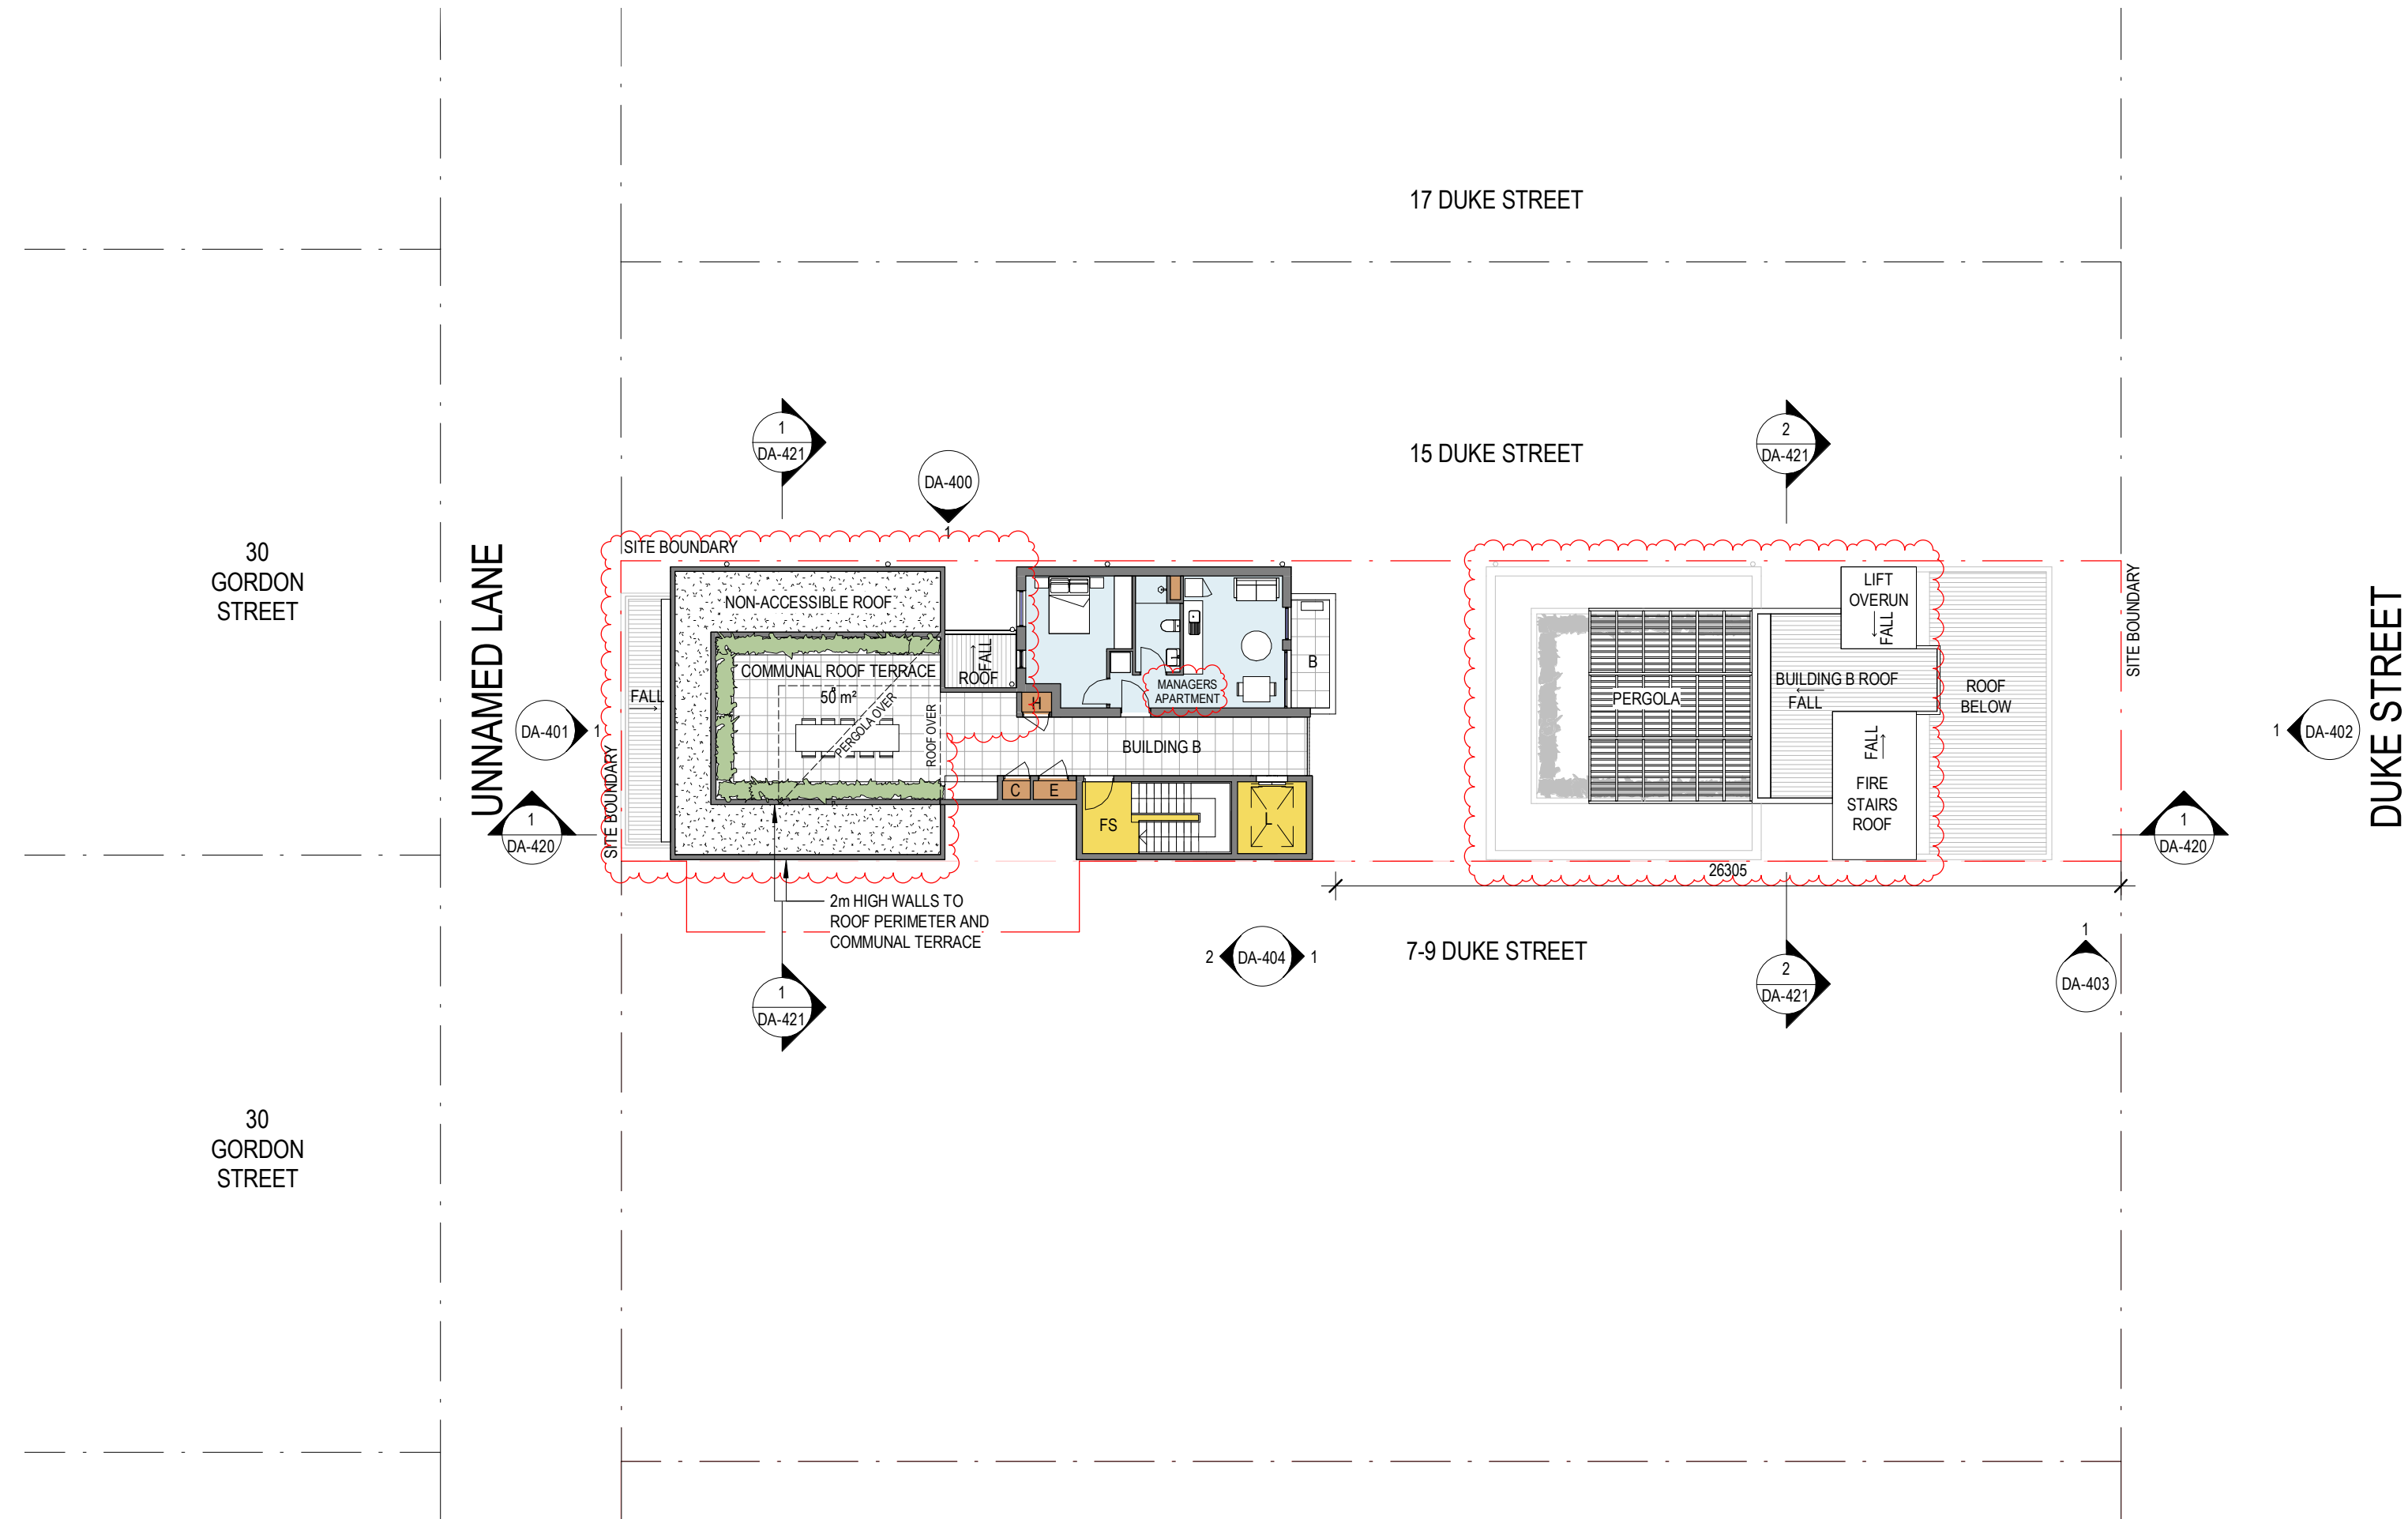 17 DUKE STREET
15 DUKE STREET
1
DA-421
2
DA-421
DA-400
1
30
GORDON
STREET
UNNAMED LANE
SITE BOUNDARY
NON-ACCESSIBLE ROOF
COMMUNAL ROOF TERRACE
50 m²
PERGOLA OVER
ROOF OVER
FALL
ROOF
FALL
SITE BOUNDARY
DA-401
1
1
DA-420
H
MANAGERS
APARTMENT
B
BUILDING B
C
E
FS
L
LIFT
OVERUN
FALL
PERGOLA
BUILDING B ROOF
FALL
ROOF
BELOW
FALL
FIRE
STAIRS
ROOF
SITE BOUNDARY
1
DA-402
DUKE STREET
1
DA-420
26305
2m HIGH WALLS TO
ROOF PERIMETER AND
COMMUNAL TERRACE
7-9 DUKE STREET
2
DA-404
1
1
DA-421
2
DA-421
1
DA-403
30
GORDON
STREET